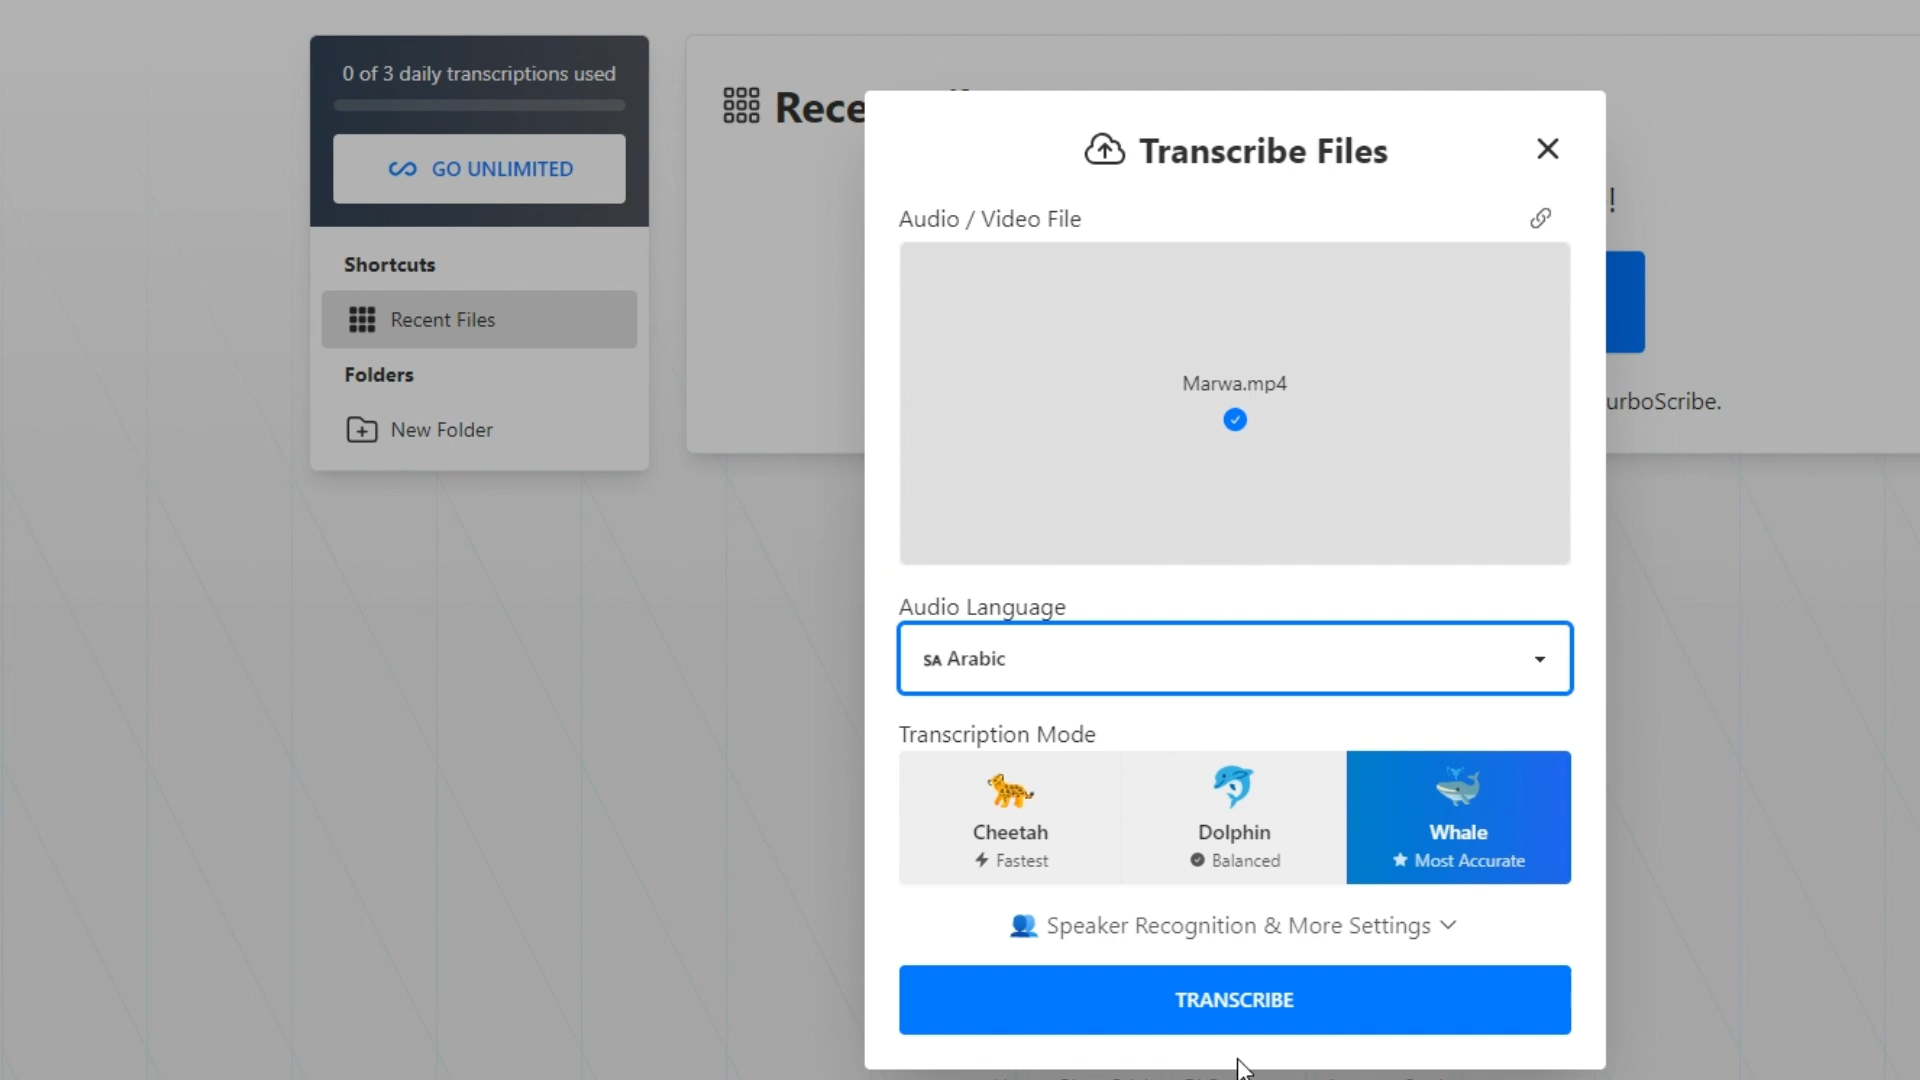 0 of 3 daily transcriptions used
GO UNLIMITED
Shortcuts
Recent Files
Folders
New Folder
Rece
!
urboScribe.
Transcribe Files
Audio / Video File
Marwa.mp4
Audio Language
SA Arabic
Transcription Mode
Cheetah
Fastest
Dolphin
Balanced
Whale
Most Accurate
Speaker Recognition & More Settings
TRANSCRIBE